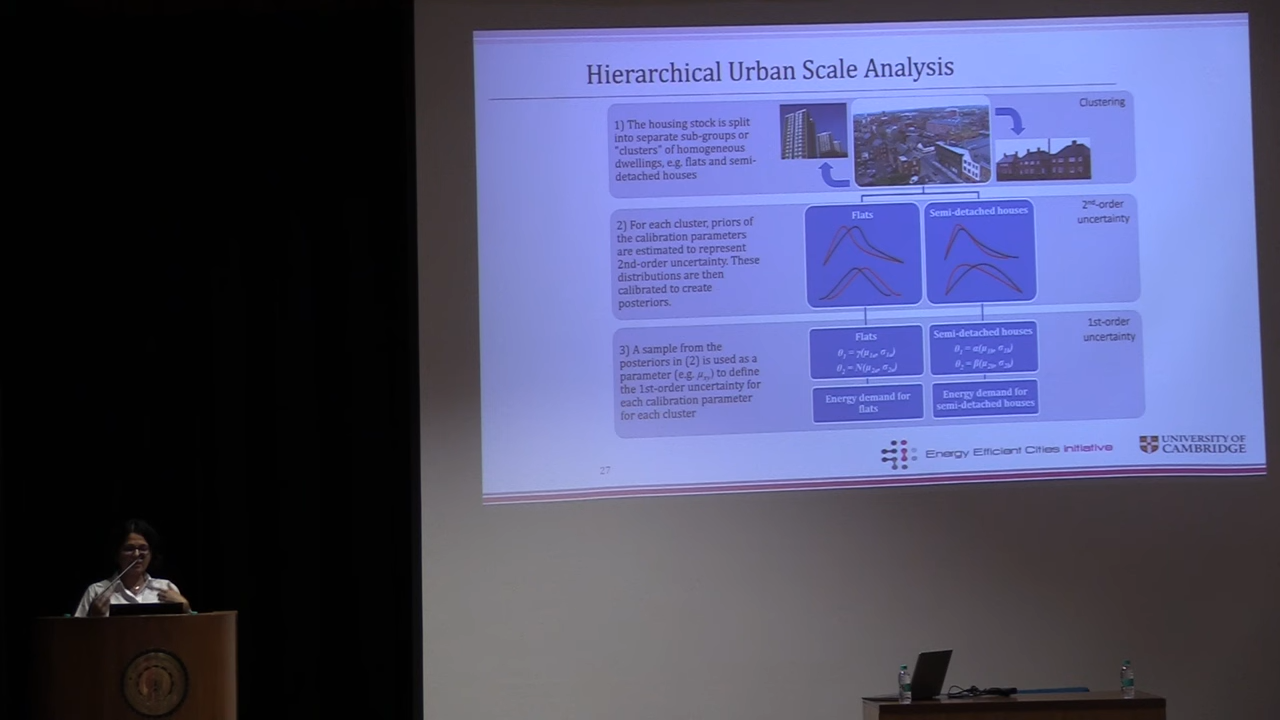 Hierarchical Urban Scale Analysis
Clustering
1) The housing stock is split
into separate sub-groups or
"clusters" of homogeneous
dwellings, e.g. flats and semi-
detached houses
2nd-order
uncertainty
2) For each cluster, priors of
the calibration parameters
are estimated to represent
2nd-order uncertainty. These
distributions are then
calibrated to create
posteriors.
Flats
Semi-detached houses
1st-order
uncertainty
3) A sample from the
posteriors in (2) is used as a
parameter (e.g.
to define
the 1st-order uncertainty for
each calibration parameter
for each cluster
Flats
Semi-detached houses
Energy demand for
flats
Energy demand for
semi-detached houses
27
Energy Efficient Cities Initiative
UNIVERSITY OF
CAMBRIDGE